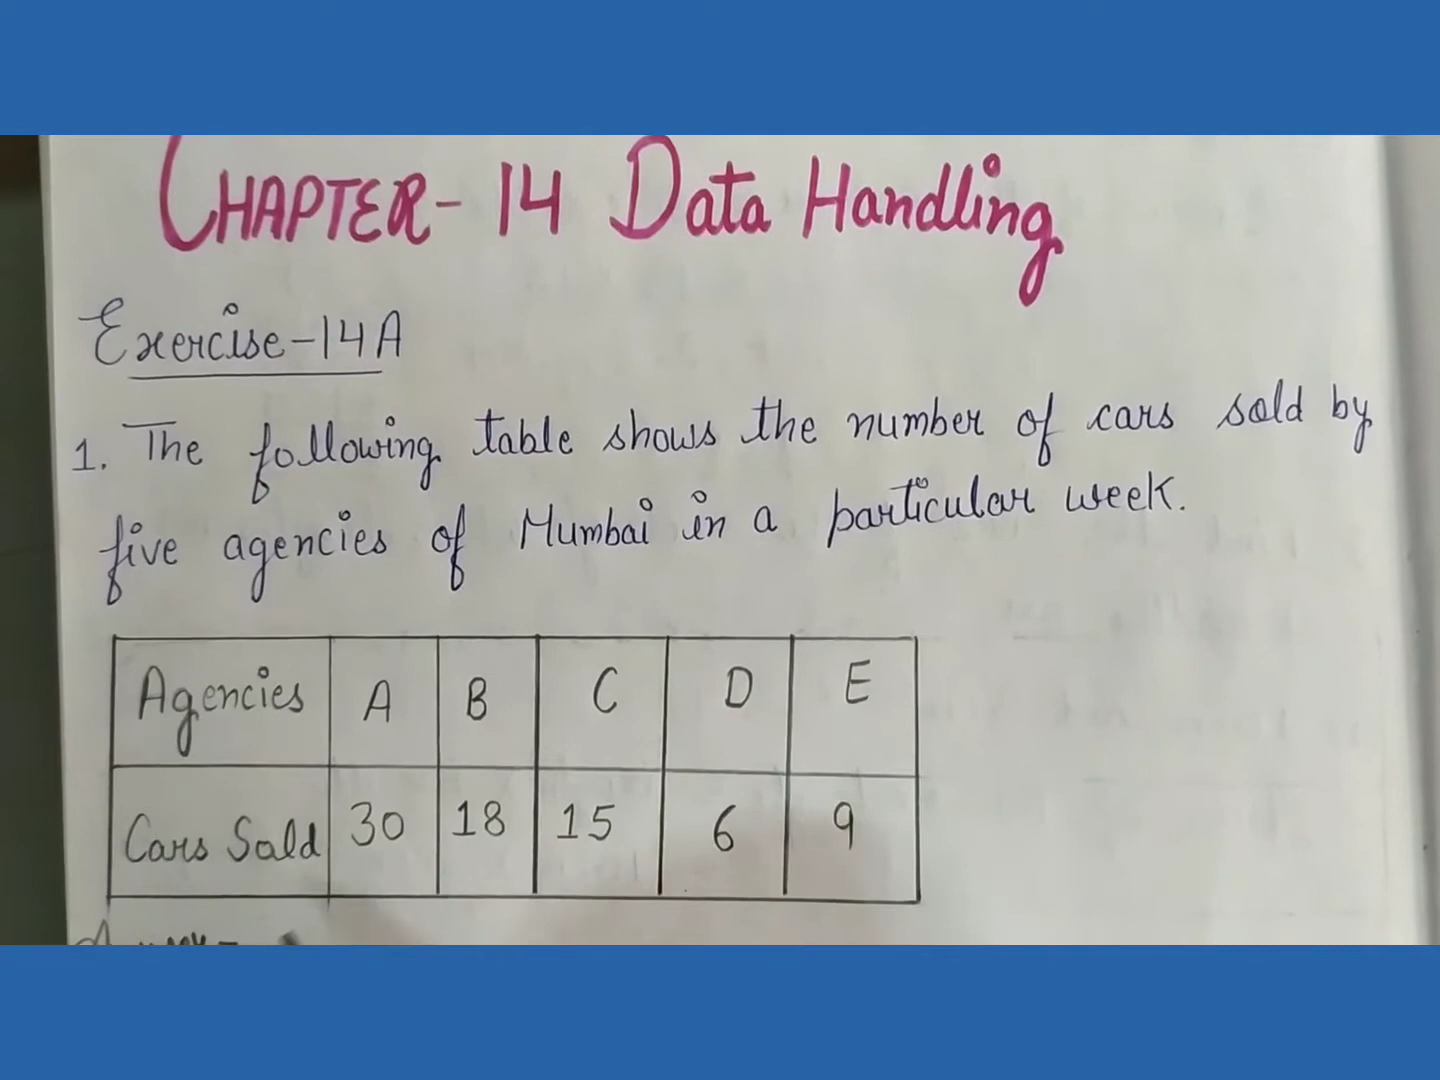 CHAPTER- 14 Data Handling
Exercise-14A
1. The following table shows the number of cars sold by
five agencies of Mumbai in a particular week.
Agencies A B C D E
Cars Sold 30 18 15 6 9